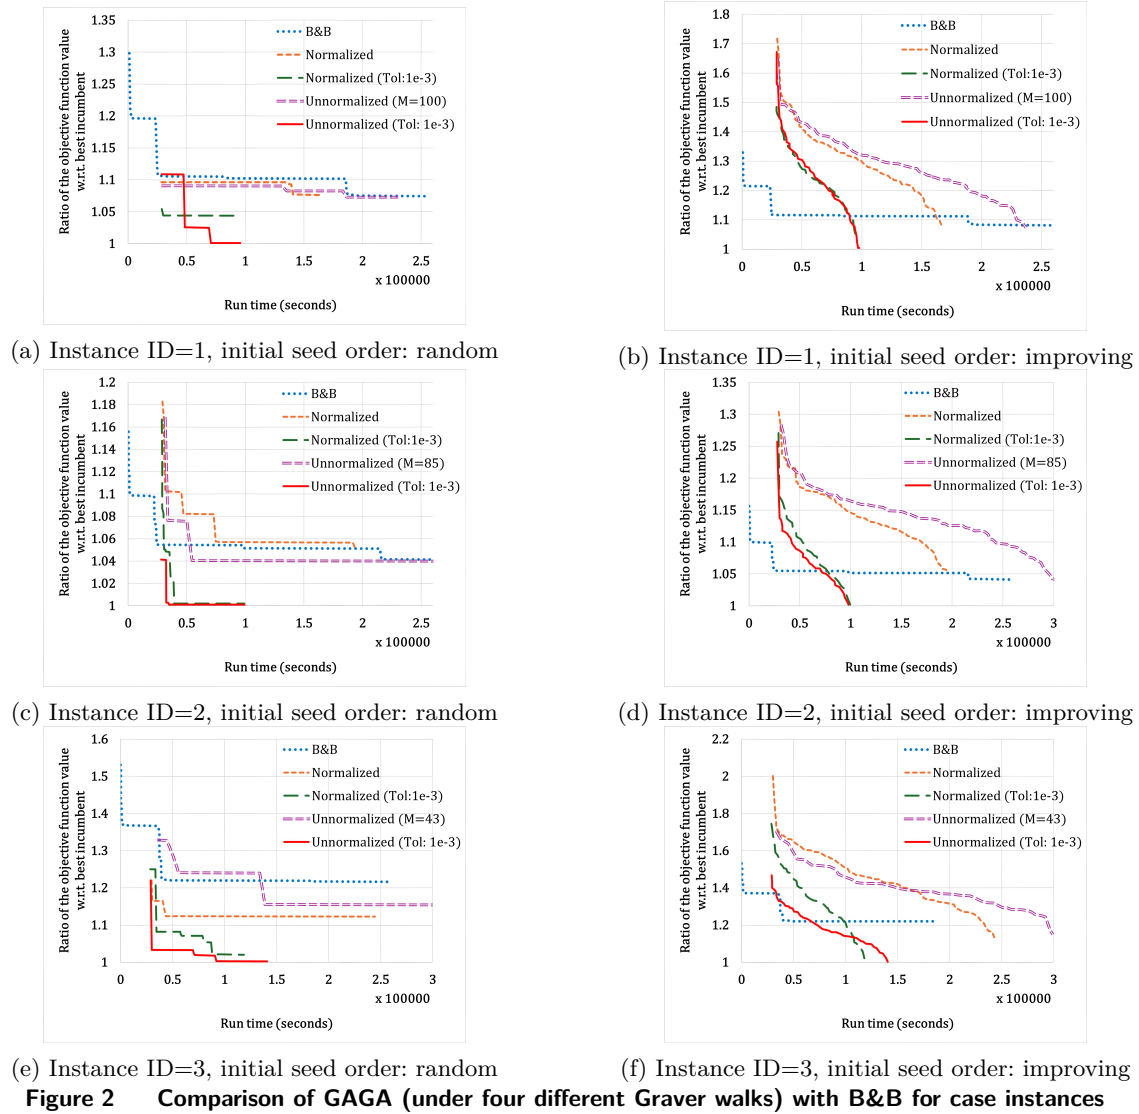 Ratio of the objective function value
w.r.t. best incumbent
1.35
1.3
1.25
1.2
1.15
1.1
1.05
1
0
0.5
1
1.5
2
2.5
x 100000
Run time (seconds)
B&B
Normalized
Normalized (Tol:1e-3)
Unnormalized (M=100)
Unnormalized (Tol: 1e-3)
(a) Instance ID=1, initial seed order: random
Ratio of the objective function value
w.r.t. best incumbent
1.8
1.7
1.6
1.5
1.4
1.3
1.2
1.1
1
0
0.5
1
1.5
2
2.5
x 100000
Run time (seconds)
B&B
Normalized
Normalized (Tol:1e-3)
Unnormalized (M=100)
Unnormalized (Tol: 1e-3)
(b) Instance ID=1, initial seed order: improving
Ratio of the objective function value
w.r.t. best incumbent
1.2
1.18
1.16
1.14
1.12
1.1
1.08
1.06
1.04
1.02
1
0
0.5
1
1.5
2
2.5
x 100000
Run time (seconds)
B&B
Normalized
Normalized (Tol:1e-3)
Unnormalized (M=85)
Unnormalized (Tol: 1e-3)
(c) Instance ID=2, initial seed order: random
Ratio of the objective function value
w.r.t. best incumbent
1.35
1.3
1.25
1.2
1.15
1.1
1.05
1
0
0.5
1
1.5
2
2.5
3
x 100000
Run time (seconds)
B&B
Normalized
Normalized (Tol:1e-3)
Unnormalized (M=85)
Unnormalized (Tol: 1e-3)
(d) Instance ID=2, initial seed order: improving
Ratio of the objective function value
w.r.t. best incumbent
1.6
1.5
1.4
1.3
1.2
1.1
1
0
0.5
1
1.5
2
2.5
3
x 100000
Run time (seconds)
B&B
Normalized
Normalized (Tol:1e-3)
Unnormalized (M=43)
Unnormalized (Tol: 1e-3)
(e) Instance ID=3, initial seed order: random
Ratio of the objective function value
w.r.t. best incumbent
2.2
2
1.8
1.6
1.4
1.2
1
0
0.5
1
1.5
2
2.5
3
x 100000
Run time (seconds)
B&B
Normalized
Normalized (Tol:1e-3)
Unnormalized (M=43)
Unnormalized (Tol: 1e-3)
(f) Instance ID=3, initial seed order: improving
Figure 2 Comparison of GAGA (under four different Graver walks) with B&B for case instances